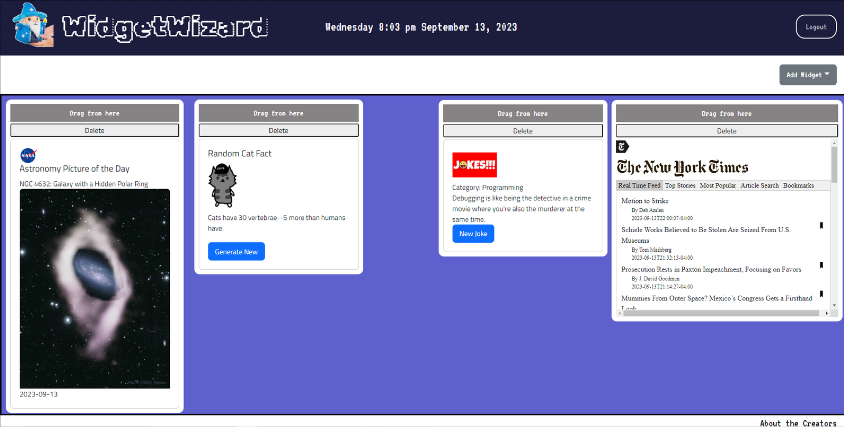 WidgetWizard
Wednesday 8:03 pm September 13, 2023
Logout
Add Widget
Drag from here
Delete
NASA
Astronomy Picture of the Day
NGC 4632: Galaxy with a Hidden Polar Ring
2023-09-13
Drag from here
Delete
Random Cat Fact
Cats have 30 vertebrae--5 more than humans
have.
Generate New
Drag from here
Delete
JOKES!!!
Category: Programming
Debugging is like being the detective in a crime
movie where you're also the murderer at the
same time.
New Joke
Drag from here
Delete
T
The New York Times
Real Time Feed Top Stories Most Popular Article Search Bookmarks
Motion to Strike
By Deb Amlen
2023-09-13T22:00:07-04:00
Schiele Works Believed to Be Stolen Are Seized From U.S.
Museums
By Tom Mashberg
2023-09-13T21:32:13-04:00
Prosecution Rests in Paxton Impeachment, Focusing on Favors
By J. David Goodman
2023-09-13T21:14:27-04:00
Mummies From Outer Space? Mexico's Congress Gets a Firsthand
Look
About the Creators